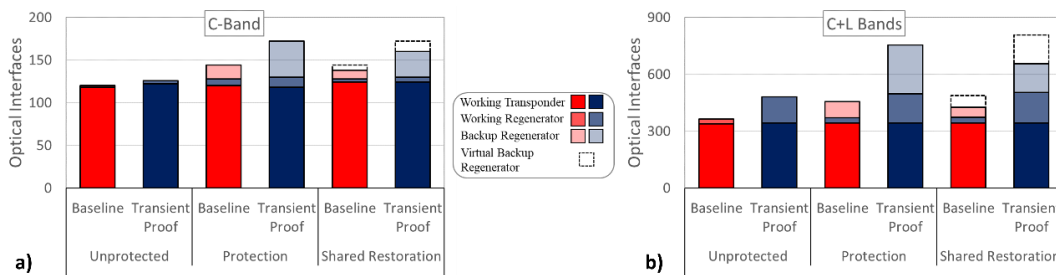 C-Band
Optical Interfaces
200
150
100
50
0
Baseline
Transient
Proof
Baseline
Transient
Proof
Baseline
Transient
Proof
Unprotected
Protection
Shared Restoration
a)
Working Transponder
Working Regenerator
Backup Regenerator
Virtual Backup
Regenerator
C+L Bands
Optical Interfaces
900
600
300
0
Baseline
Transient
Proof
Baseline
Transient
Proof
Baseline
Transient
Proof
Unprotected
Protection
Shared Restoration
b)